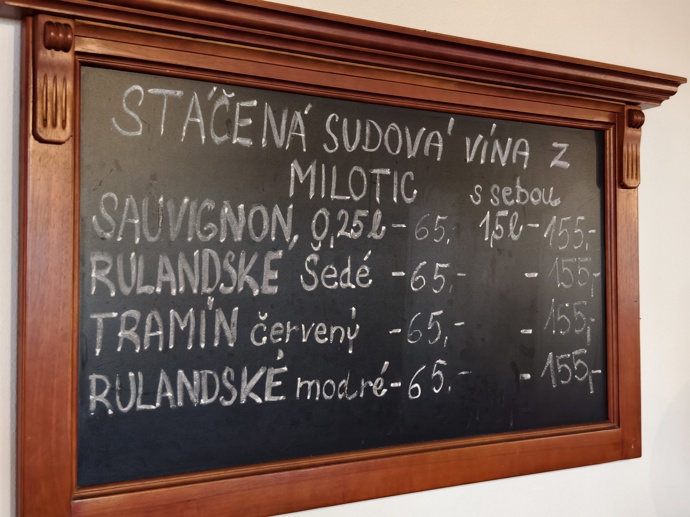 STÁČENÁ SUDOVÁ VÍNA Z
MILOTIC s sebou
SAUVIGNON, 0,25l - 65,- 1,5l - 155,-
RULANDSKÉ šedé - 65,- - 155,-
TRAMÍN červený - 65,- - 155,-
RULANDSKÉ modré - 65,- - 155,-